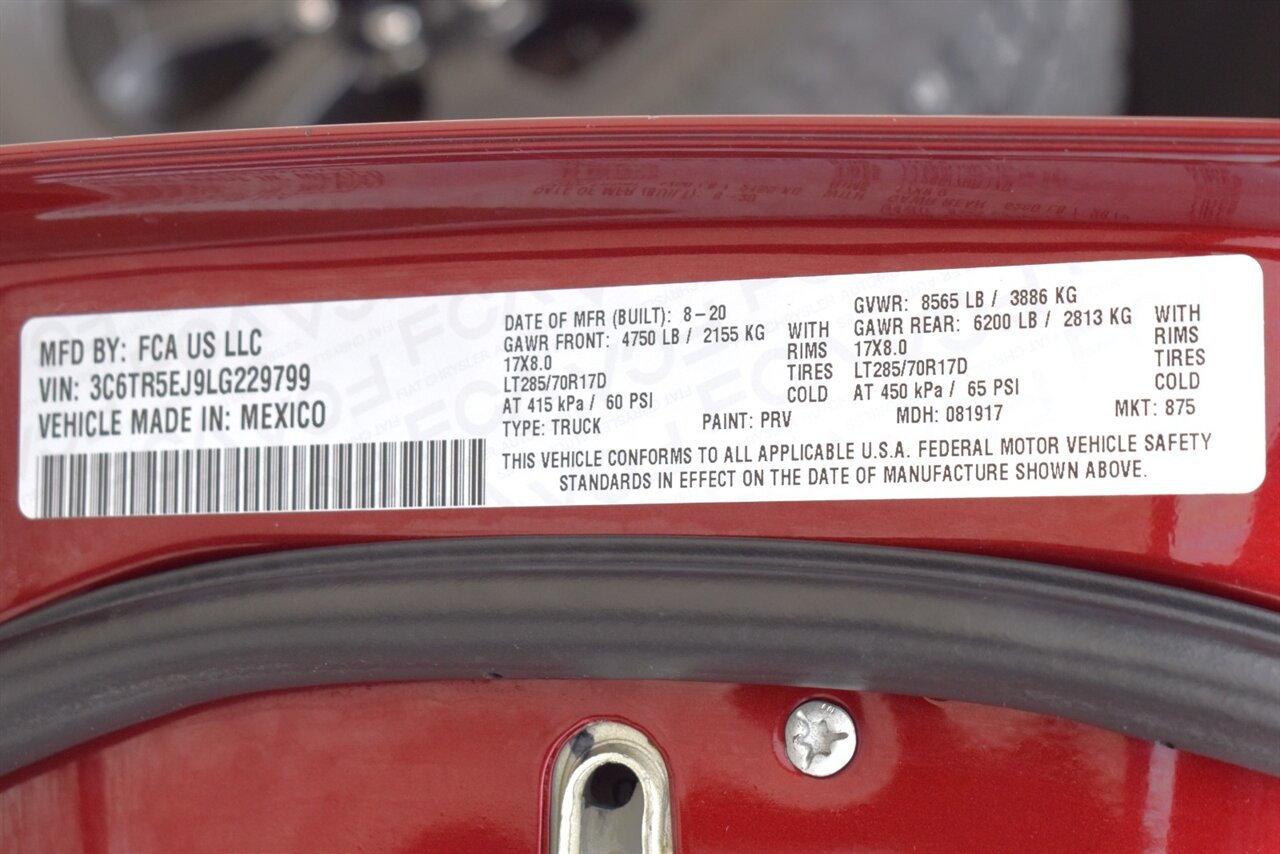 MFD BY: FCA US LLC
VIN: 3C6TR5EJ9LG229799
VEHICLE MADE IN: MEXICO
DATE OF MFR (BUILT): 8-20
GAWR FRONT: 4750 LB / 2155 KG WITH
17X8.0 RIMS
LT285/70R17D TIRES
AT 415 kPa / 60 PSI COLD
GVWR: 8565 LB / 3886 KG
GAWR REAR: 6200 LB / 2813 KG WITH
17X8.0 RIMS
LT285/70R17D TIRES
AT 450 kPa / 65 PSI COLD
TYPE: TRUCK PAINT: PRV MDH: 081917 MKT: 875
THIS VEHICLE CONFORMS TO ALL APPLICABLE U.S.A. FEDERAL MOTOR VEHICLE SAFETY
STANDARDS IN EFFECT ON THE DATE OF MANUFACTURE SHOWN ABOVE.